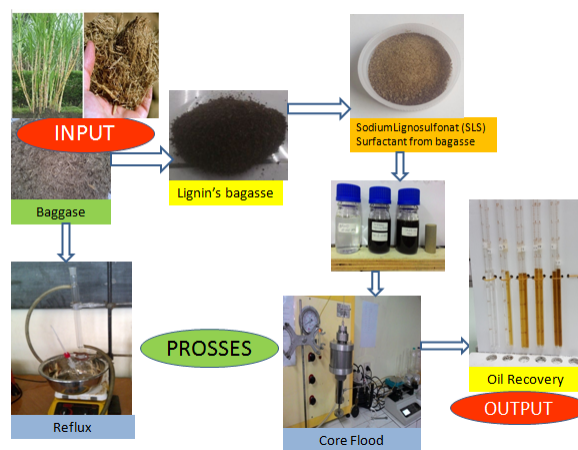 INPUT
Baggase
Lignin's bagasse
SodiumLignosulfonat (SLS)
Surfactant from bagasse
Reflux
PROSSES
Core Flood
Oil Recovery
OUTPUT